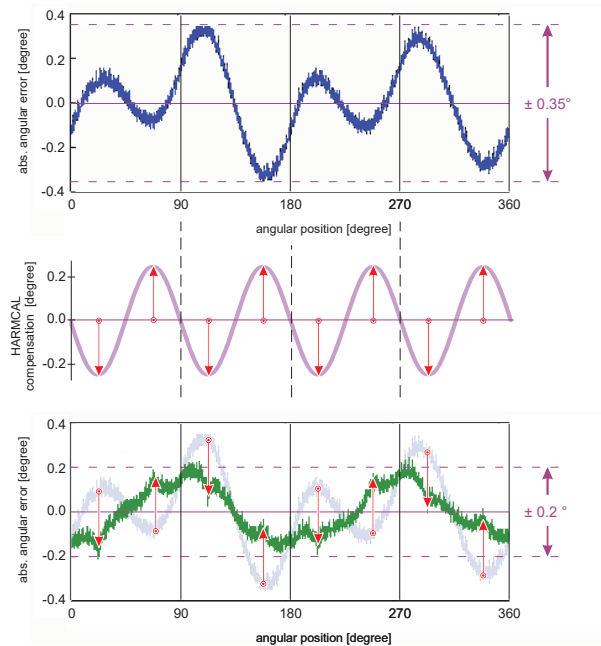 abs. angular error [degree]
0.4
0.2
0.0
-0.2
-0.4
± 0.35°
0 90 180 270 360
angular position [degree]
HARMCAL
compensation [degree]
0.2
0.0
-0.2
abs. angular error [degree]
0.4
0.2
0.0
-0.2
-0.4
± 0.2 °
0 90 180 270 360
angular position [degree]